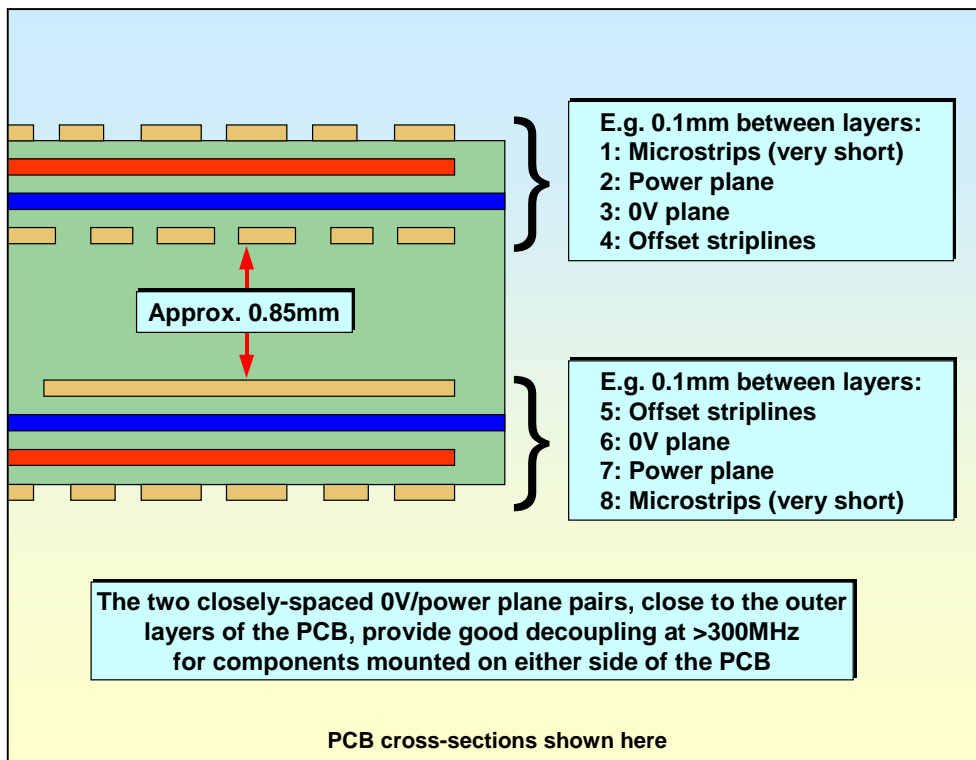 E.g. 0.1mm between layers:
1: Microstrips (very short)
2: Power plane
3: 0V plane
4: Offset striplines
Approx. 0.85mm
E.g. 0.1mm between layers:
5: Offset striplines
6: 0V plane
7: Power plane
8: Microstrips (very short)
The two closely-spaced 0V/power plane pairs, close to the outer
layers of the PCB, provide good decoupling at >300MHz
for components mounted on either side of the PCB
PCB cross-sections shown here